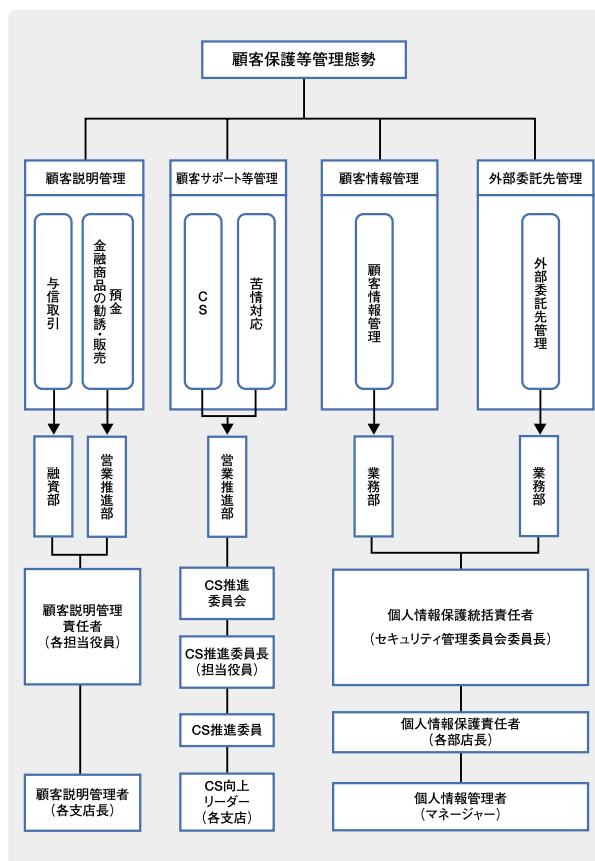 顧客保護等管理態勢
顧客説明管理
顧客サポート等管理
顧客情報管理
外部委託先管理
与信取引
預金
金融商品の勧誘・販売
CS
苦情対応
顧客情報管理
外部委託先管理
融資部
営業推進部
営業推進部
業務部
業務部
顧客説明管理
責任者
（各担当役員）
顧客説明管理者
（各支店長）
CS推進
委員会
CS推進委員長
（担当役員）
CS推進委員
CS向上
リーダー
（各支店）
個人情報保護統括責任者
（セキュリティ管理委員会委員長）
個人情報保護責任者
（各部店長）
個人情報管理者
（マネージャー）